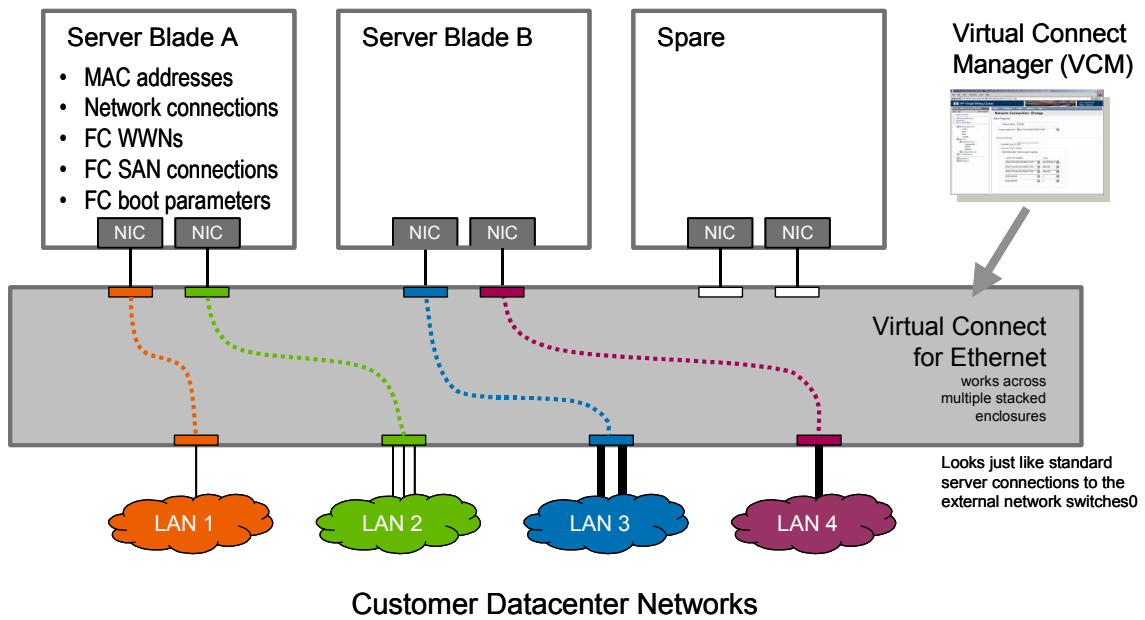 Server Blade A
• MAC addresses
• Network connections
• FC WWNs
• FC SAN connections
• FC boot parameters
NIC NIC
Server Blade B
NIC NIC
Spare
NIC NIC
Virtual Connect
Manager (VCM)
Virtual Connect
for Ethernet
works across
multiple stacked
enclosures
Looks just like standard
server connections to the
external network switches0
LAN 1
LAN 2
LAN 3
LAN 4
Customer Datacenter Networks